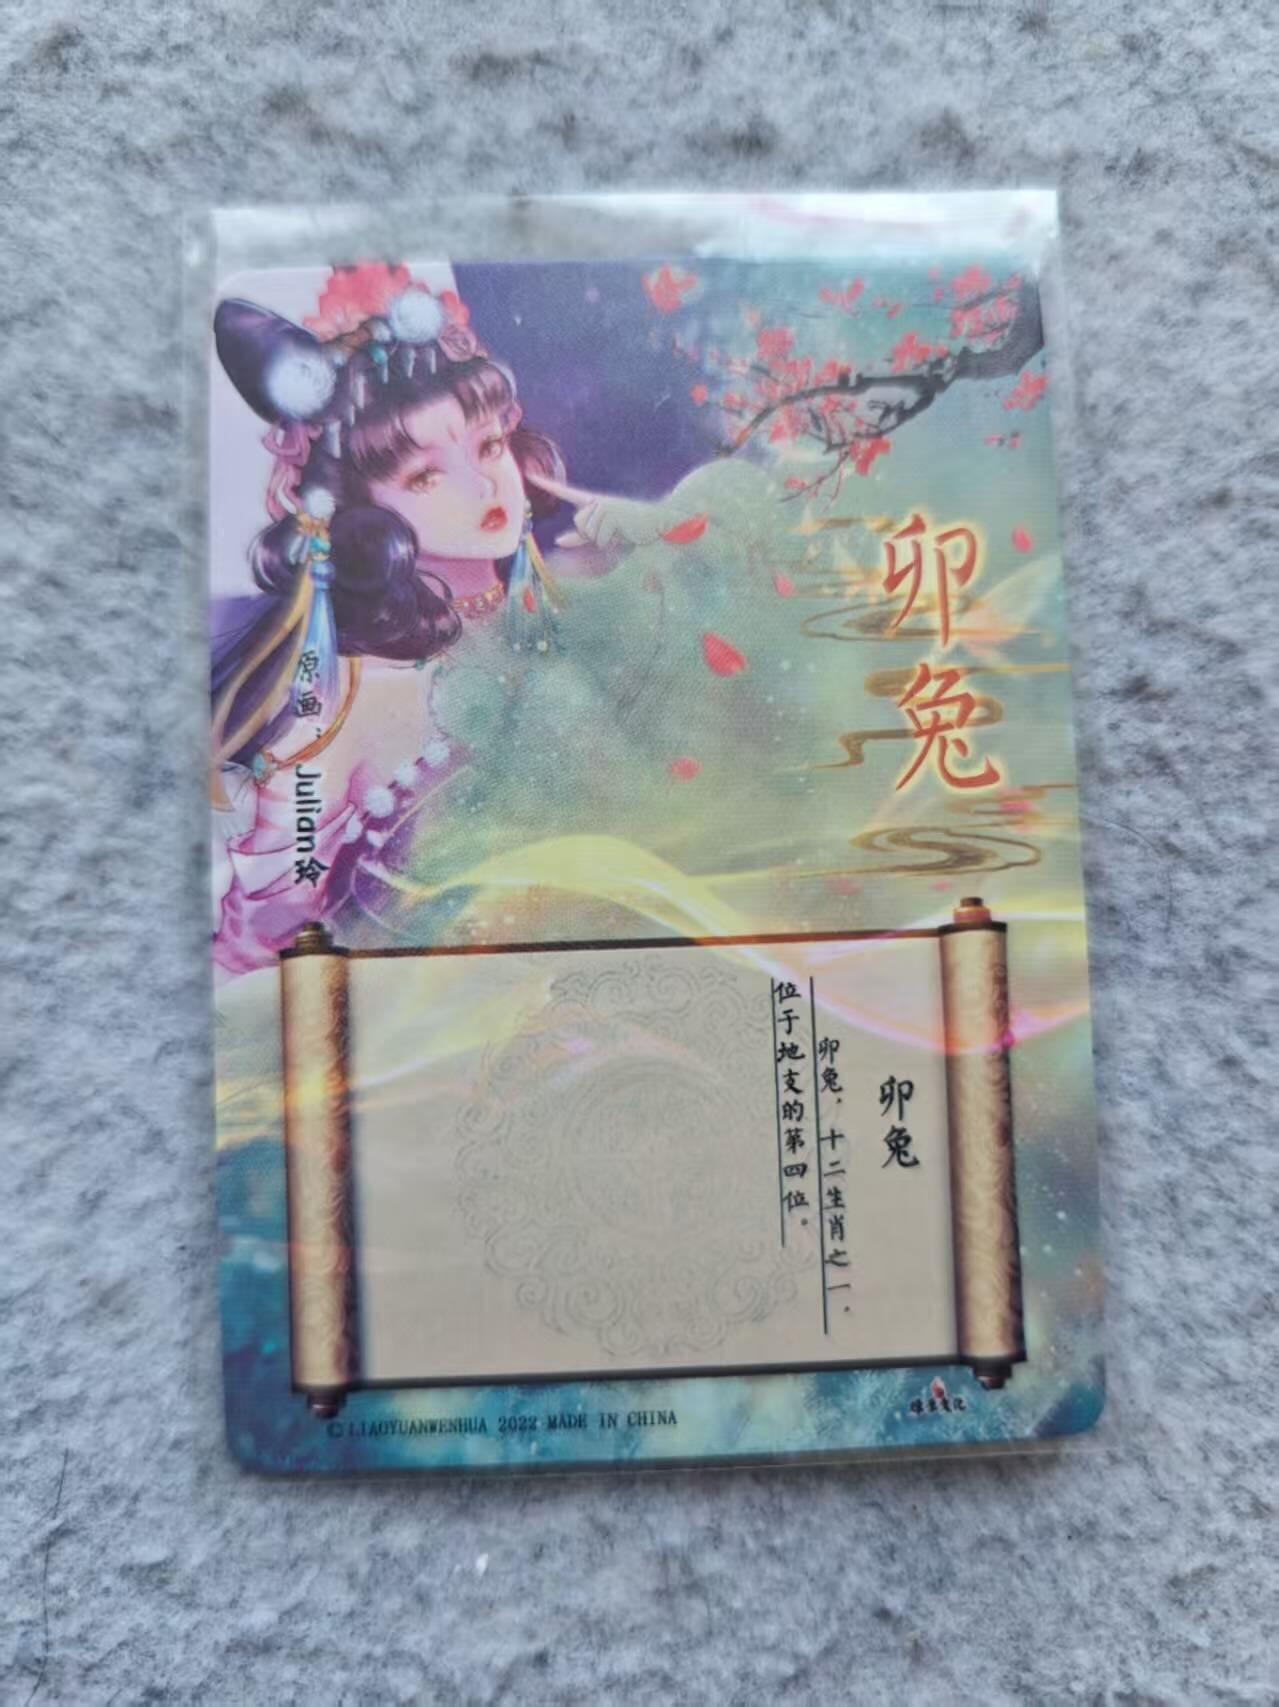 卯兔
原画：Julian玲
卯兔
卯兔，十二生肖之一，
位于地支的第四位。
© LIAOYUANWENHUA 2022 MADE IN CHINA